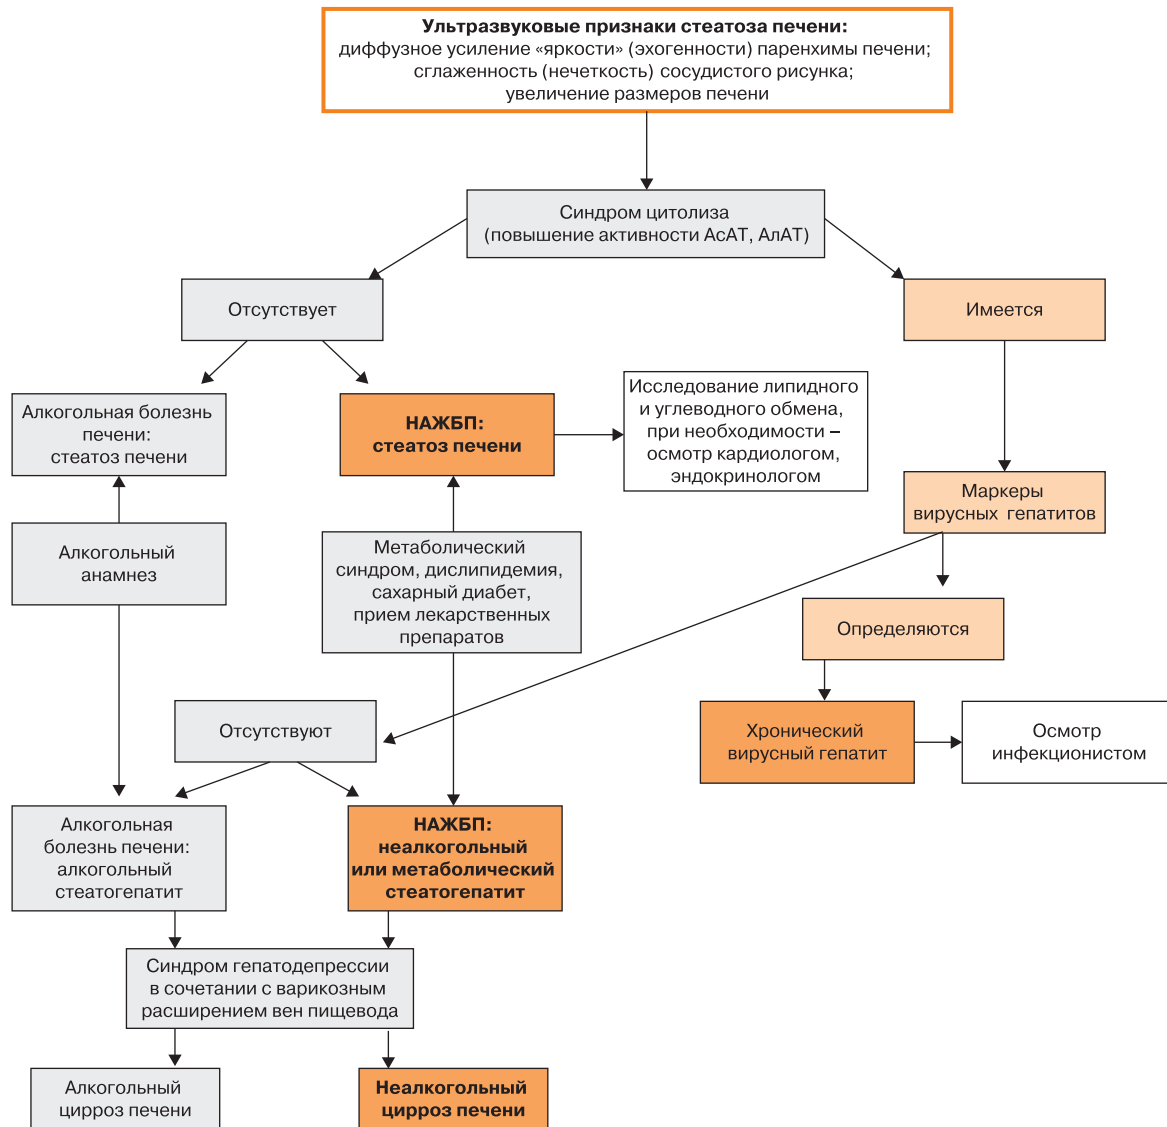 Ультразвуковые признаки стеатоза печени:
диффузное усиление «яркости» (эхогенности) паренхимы печени;
сглаженность (нечеткость) сосудистого рисунка;
увеличение размеров печени
Синдром цитолиза
(повышение активности АсАТ, АлАТ)
Отсутствует
Имеется
Алкогольная болезнь
печени:
стеатоз печени
НАЖБП:
стеатоз печени
Исследование липидного
и углеводного обмена,
при необходимости –
осмотр кардиологом,
эндокринологом
Маркеры
вирусных гепатитов
Алкогольный
анамнез
Метаболический
синдром, дислипидемия,
сахарный диабет,
прием лекарственных
препаратов
Определяются
Отсутствуют
Хронический
вирусный гепатит
Осмотр
инфекционистом
Алкогольная
болезнь печени:
алкогольный
стеатогепатит
НАЖБП:
неалкогольный
или метаболический
стеатогепатит
Синдром гепатодепрессии
в сочетании с варикозным
расширением вен пищевода
Алкогольный
цирроз печени
Неалкогольный
цирроз печени